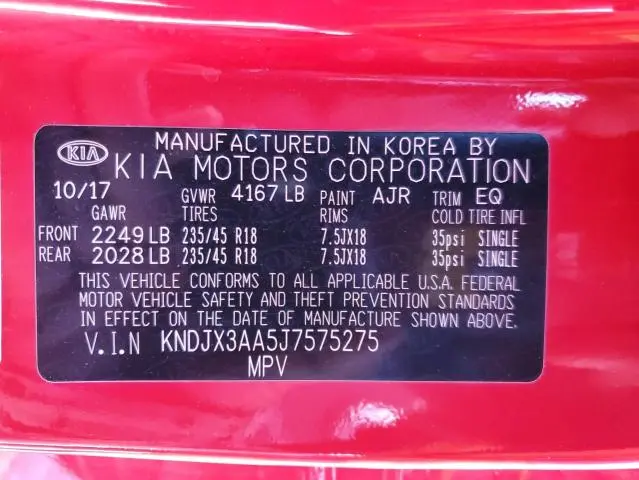 MANUFACTURED IN KOREA BY
KIA KIA MOTORS CORPORATION
10/17 GVWR 4167 LB PAINT AJR TRIM EQ
GAWR TIRES RIMS COLD TIRE INFL
FRONT 2249 LB 235/45 R18 7.5JX18 35psi SINGLE
REAR 2028 LB 235/45 R18 7.5JX18 35psi SINGLE
THIS VEHICLE CONFORMS TO ALL APPLICABLE U.S.A. FEDERAL
MOTOR VEHICLE SAFETY AND THEFT PREVENTION STANDARDS
IN EFFECT ON THE DATE OF MANUFACTURE SHOWN ABOVE.
V.I.N KNDJX3AA5J7575275
MPV